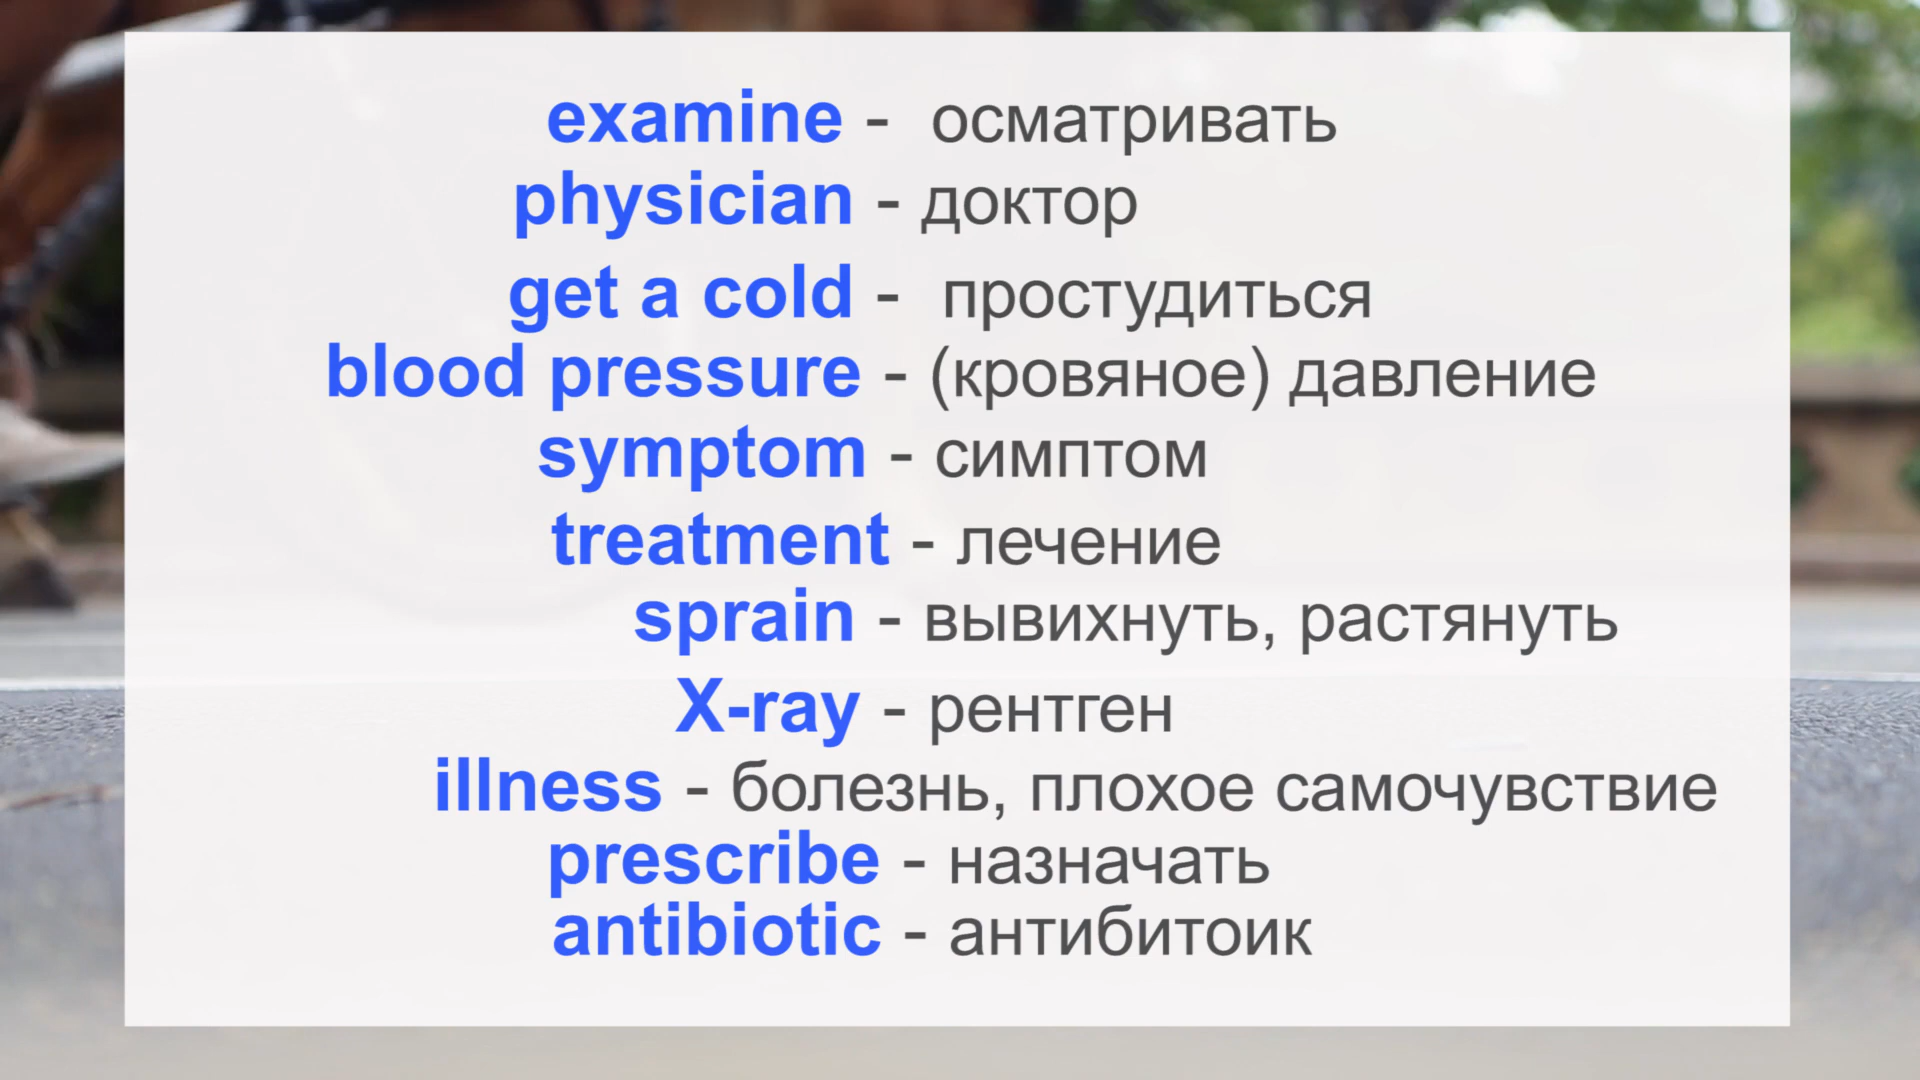 examine - осматривать
physician - доктор
get a cold - простудиться
blood pressure - (кровяное) давление
symptom - симптом
treatment - лечение
sprain - вывихнуть, растянуть
X-ray - рентген
illness - болезнь, плохое самочувствие
prescribe - назначать
antibiotic - антибитоик